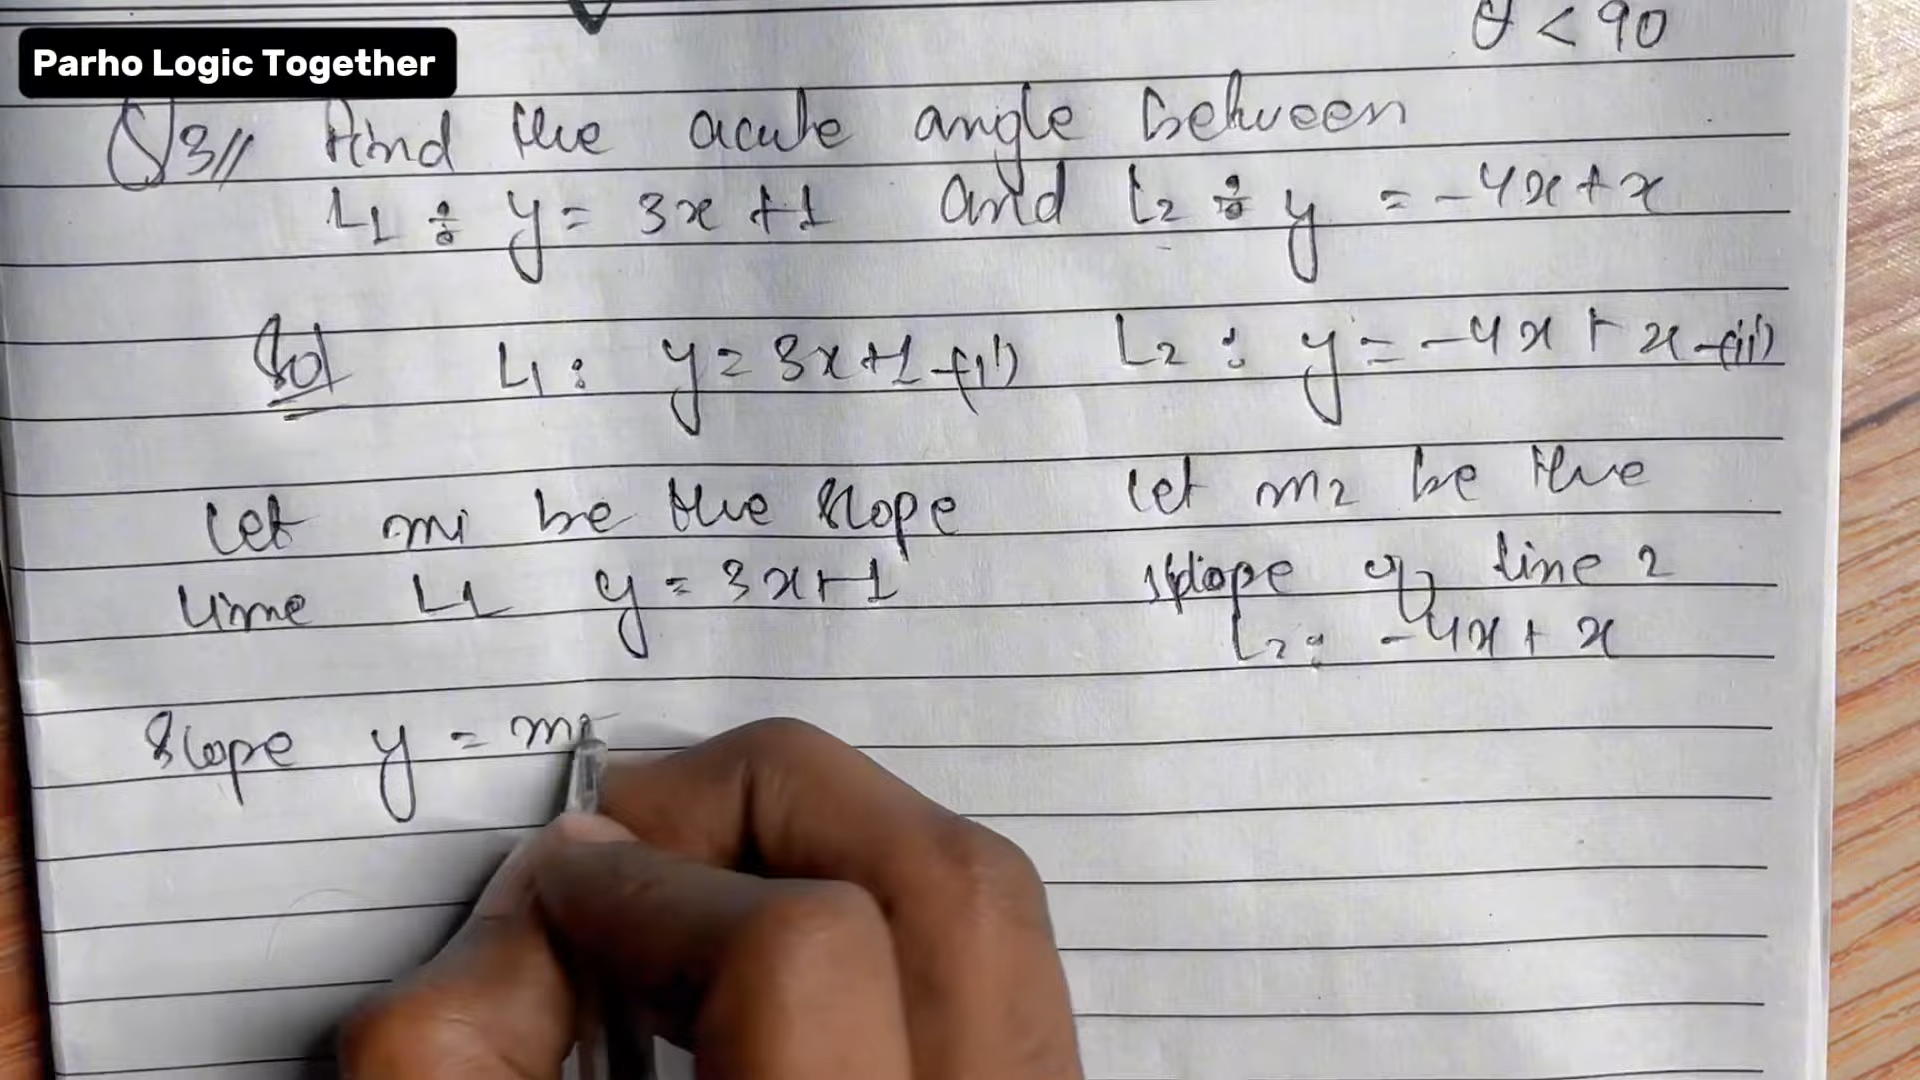 θ < 90
Parho Logic Together
Q3// Find the acute angle between
L1 : y = 3x + 1 and L2 : y = -4x + x
Sol L1 : y = 3x + 1 -(i) L2 : y = -4x + x -(ii)
let m1 be the slope
let m2 be the
line L1 y = 3x + 1
slope of line 2
L2 : -4x + x
Slope y = m